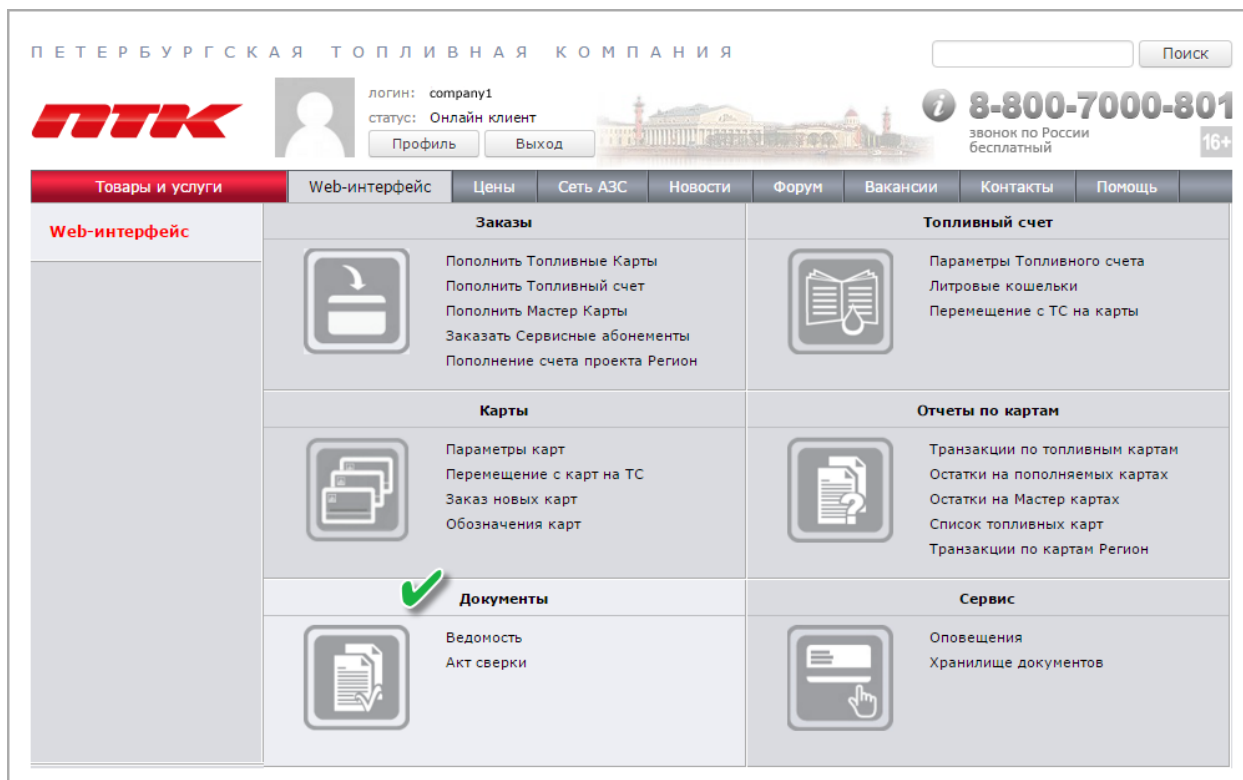 ПЕТЕРБУРГСКАЯ ТОПЛИВНАЯ КОМПАНИЯ
Поиск
ПТК
логин: company1
статус: Онлайн клиент
Профиль Выход
8-800-7000-801
звонок по России
бесплатный
16+
Товары и услуги Web-интерфейс Цены Сеть АЗС Новости Форум Вакансии Контакты Помощь
Web-интерфейс
Заказы
Пополнить Топливные Карты
Пополнить Топливный счет
Пополнить Мастер Карты
Заказать Сервисные абонементы
Пополнение счета проекта Регион
Топливный счет
Параметры Топливного счета
Литровые кошельки
Перемещение с ТС на карты
Карты
Параметры карт
Перемещение с карт на ТС
Заказ новых карт
Обозначения карт
Отчеты по картам
Транзакции по топливным картам
Остатки на пополняемых картах
Остатки на Мастер картах
Список топливных карт
Транзакции по картам Регион
Документы
Ведомость
Акт сверки
Сервис
Оповещения
Хранилище документов